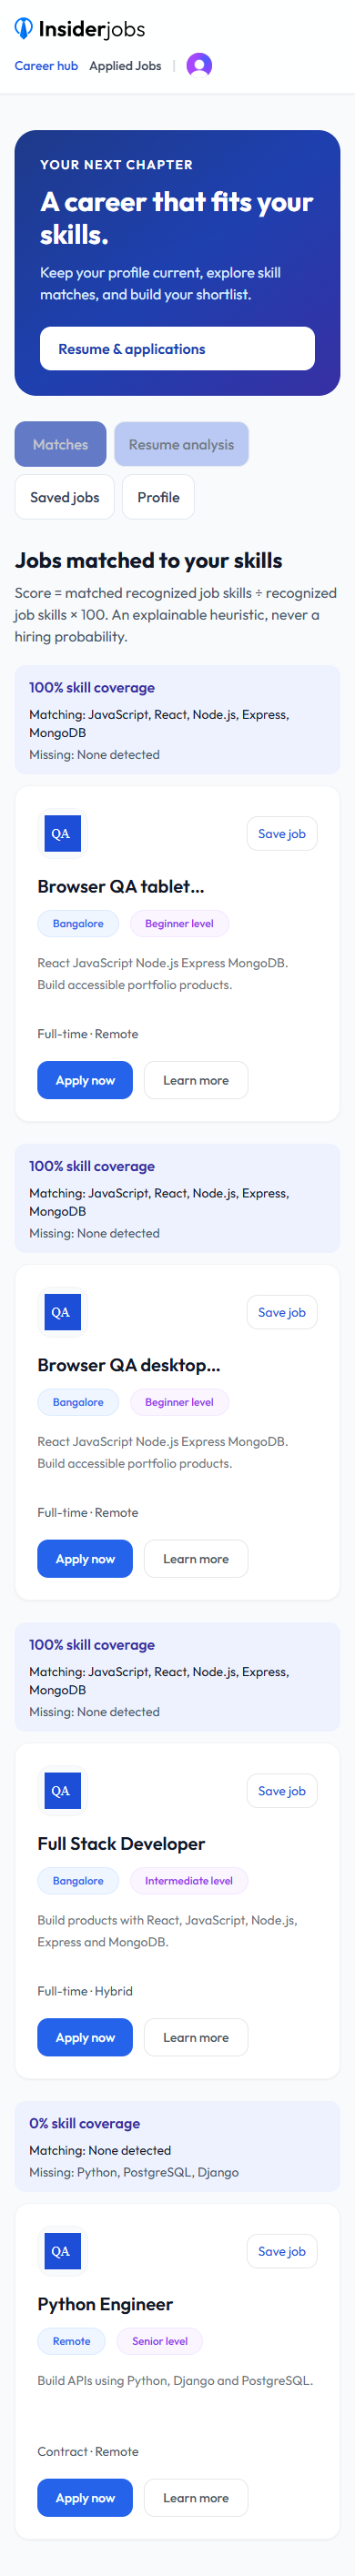 Insiderjobs
Career hub Applied Jobs |
YOUR NEXT CHAPTER
A career that fits your
skills.
Keep your profile current, explore skill
matches, and build your shortlist.
Resume & applications
Matches Resume analysis
Saved jobs Profile
Jobs matched to your skills
Score = matched recognized job skills ÷ recognized
job skills × 100. An explainable heuristic, never a
hiring probability.
100% skill coverage
Matching: JavaScript, React, Node.js, Express,
MongoDB
Missing: None detected
QA Save job
Browser QA tablet...
Bangalore Beginner level
React JavaScript Node.js Express MongoDB.
Build accessible portfolio products.
Full-time · Remote
Apply now Learn more
100% skill coverage
Matching: JavaScript, React, Node.js, Express,
MongoDB
Missing: None detected
QA Save job
Browser QA desktop...
Bangalore Beginner level
React JavaScript Node.js Express MongoDB.
Build accessible portfolio products.
Full-time · Remote
Apply now Learn more
100% skill coverage
Matching: JavaScript, React, Node.js, Express,
MongoDB
Missing: None detected
QA Save job
Full Stack Developer
Bangalore Intermediate level
Build products with React, JavaScript, Node.js,
Express and MongoDB.
Full-time · Hybrid
Apply now Learn more
0% skill coverage
Matching: None detected
Missing: Python, PostgreSQL, Django
QA Save job
Python Engineer
Remote Senior level
Build APIs using Python, Django and PostgreSQL.
Contract · Remote
Apply now Learn more